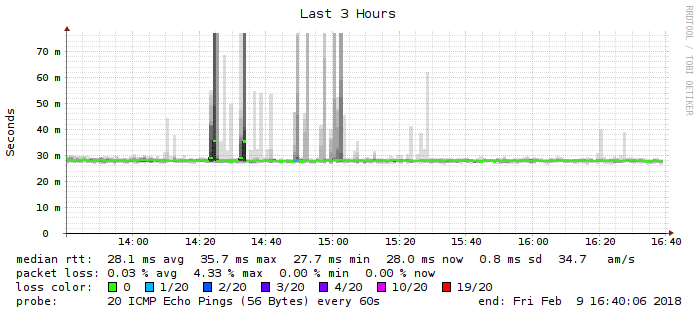 Last 3 Hours
RRDTOOL / TOBI OETIKER
Seconds
70 m
60 m
50 m
40 m
30 m
20 m
10 m
0
14:00 14:20 14:40 15:00 15:20 15:40 16:00 16:20 16:40
median rtt: 28.1 ms avg 35.7 ms max 27.7 ms min 28.0 ms now 0.8 ms sd 34.7 am/s
packet loss: 0.03 % avg 4.33 % max 0.00 % min 0.00 % now
loss color: 0 1/20 2/20 3/20 4/20 10/20 19/20
probe: 20 ICMP Echo Pings (56 Bytes) every 60s end: Fri Feb 9 16:40:06 2018